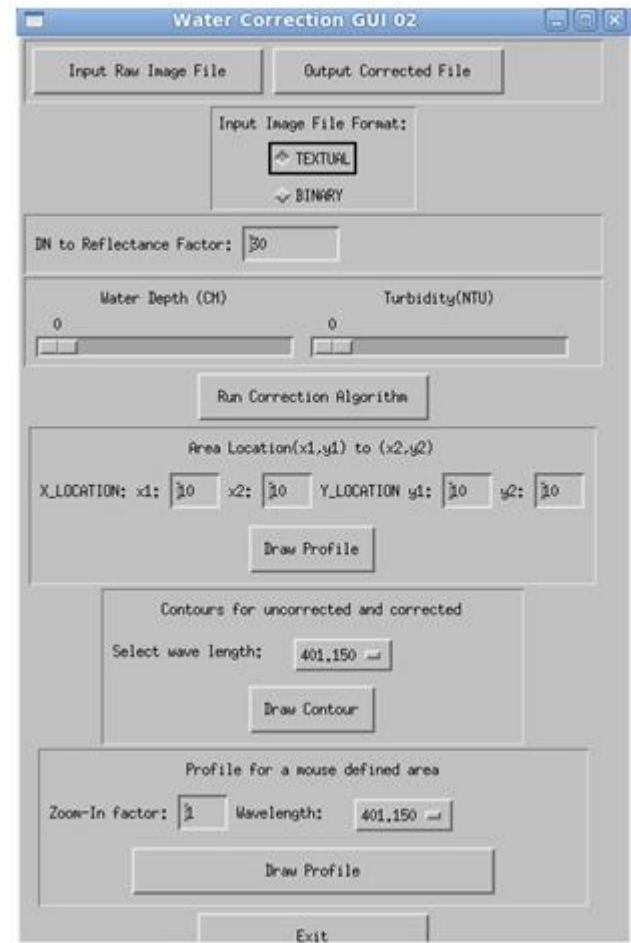 Water Correction GUI 02
Input Raw Image File Output Corrected File
Input Image File Format:
TEXTUAL
BINARY
DN to Reflectance Factor: 30
Water Depth (CM) Turbidity(NTU)
0 0
Run Correction Algorithm
Area Location(x1,y1) to (x2,y2)
X_LOCATION: x1: 10 x2: 10 Y_LOCATION y1: 10 y2: 10
Draw Profile
Contours for uncorrected and corrected
Select wave length: 401.150
Draw Contour
Profile for a mouse defined area
Zoom-In factor: 1 Wavelength: 401.150
Draw Profile
Exit